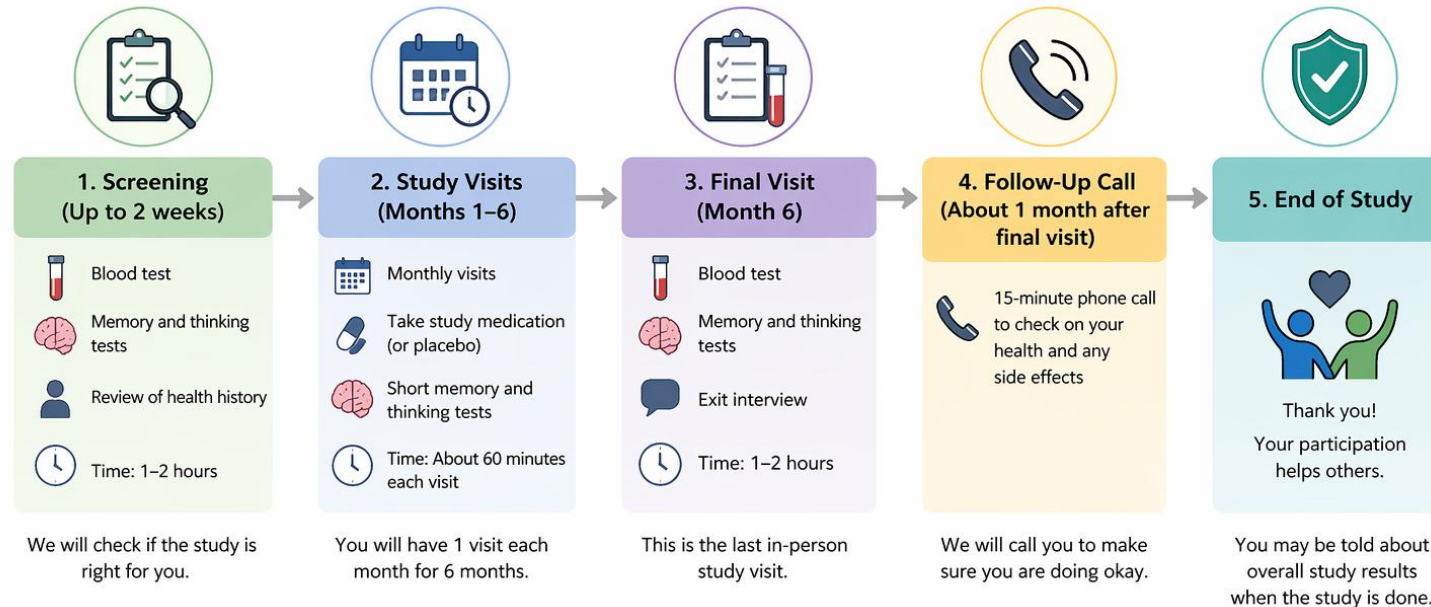 1. Screening
(Up to 2 weeks)
Blood test
Memory and thinking
tests
Review of health history
Time: 1–2 hours
We will check if the study is
right for you.
2. Study Visits
(Months 1–6)
Monthly visits
Take study medication
(or placebo)
Short memory and
thinking tests
Time: About 60 minutes
each visit
You will have 1 visit each
month for 6 months.
3. Final Visit
(Month 6)
Blood test
Memory and thinking
tests
Exit interview
Time: 1–2 hours
This is the last in-person
study visit.
4. Follow-Up Call
(About 1 month after
final visit)
15-minute phone call
to check on your
health and any
side effects
We will call you to make
sure you are doing okay.
5. End of Study
Thank you!
Your participation
helps others.
You may be told about
overall study results
when the study is done.